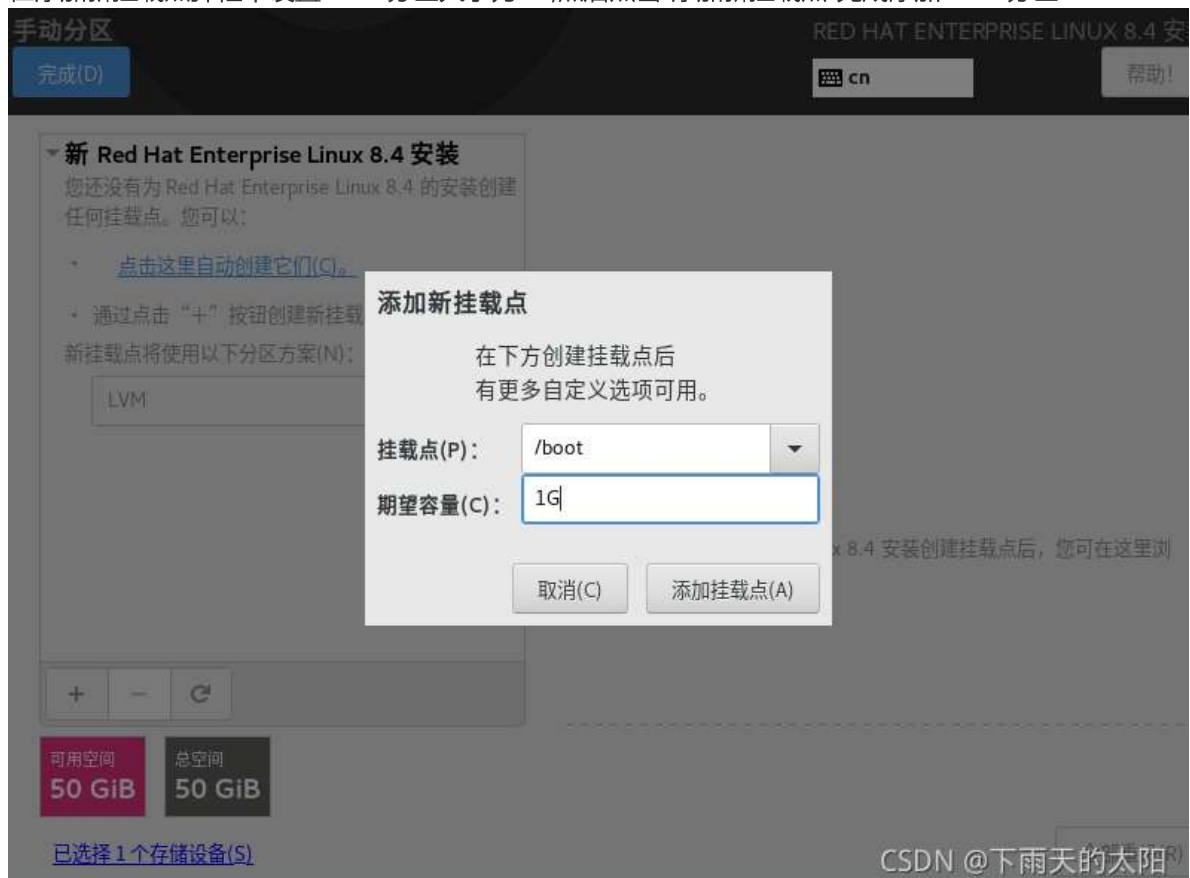 手动分区
RED HAT ENTERPRISE LINUX 8.4 安
完成(D)
cn
帮助!
新 Red Hat Enterprise Linux 8.4 安装
您还没有为 Red Hat Enterprise Linux 8.4 的安装创建
任何挂载点。您可以:
点击这里自动创建它们(C)。
通过点击“+”按钮创建新挂载
新挂载点将使用以下分区方案(N):
LVM
添加新挂载点
在下方创建挂载点后
有更多自定义选项可用。
挂载点(P):
/boot
期望容量(C):
1G
x 8.4 安装创建挂载点后,您可在这里浏
取消(C)
添加挂载点(A)
+ −
可用空间
50 GiB
总空间
50 GiB
已选择 1 个存储设备(S)
CSDN @下雨天的太阳